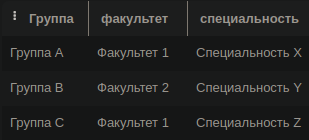 Группа факультет специальность
Группа A Факультет 1 Специальность X
Группа B Факультет 2 Специальность Y
Группа C Факультет 1 Специальность Z